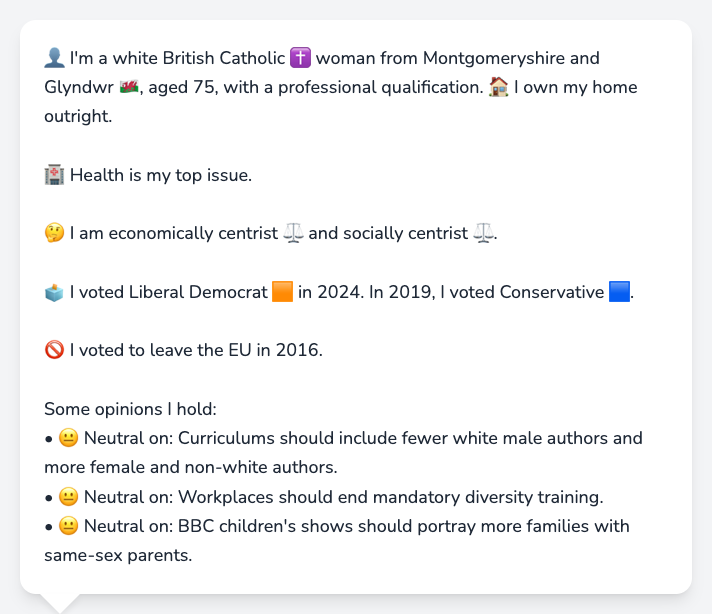 👤 I'm a white British Catholic ✝️ woman from Montgomeryshire and
Glyndwr 🏴󠁧󠁢󠁷󠁬󠁳󠁿, aged 75, with a professional qualification. 🏠 I own my home
outright.
🏥 Health is my top issue.
🤔 I am economically centrist ⚖️ and socially centrist ⚖️.
🗳️ I voted Liberal Democrat 🟧 in 2024. In 2019, I voted Conservative 🟦.
🚫 I voted to leave the EU in 2016.
Some opinions I hold:
• 😐 Neutral on: Curriculums should include fewer white male authors and
more female and non-white authors.
• 😐 Neutral on: Workplaces should end mandatory diversity training.
• 😐 Neutral on: BBC children's shows should portray more families with
same-sex parents.